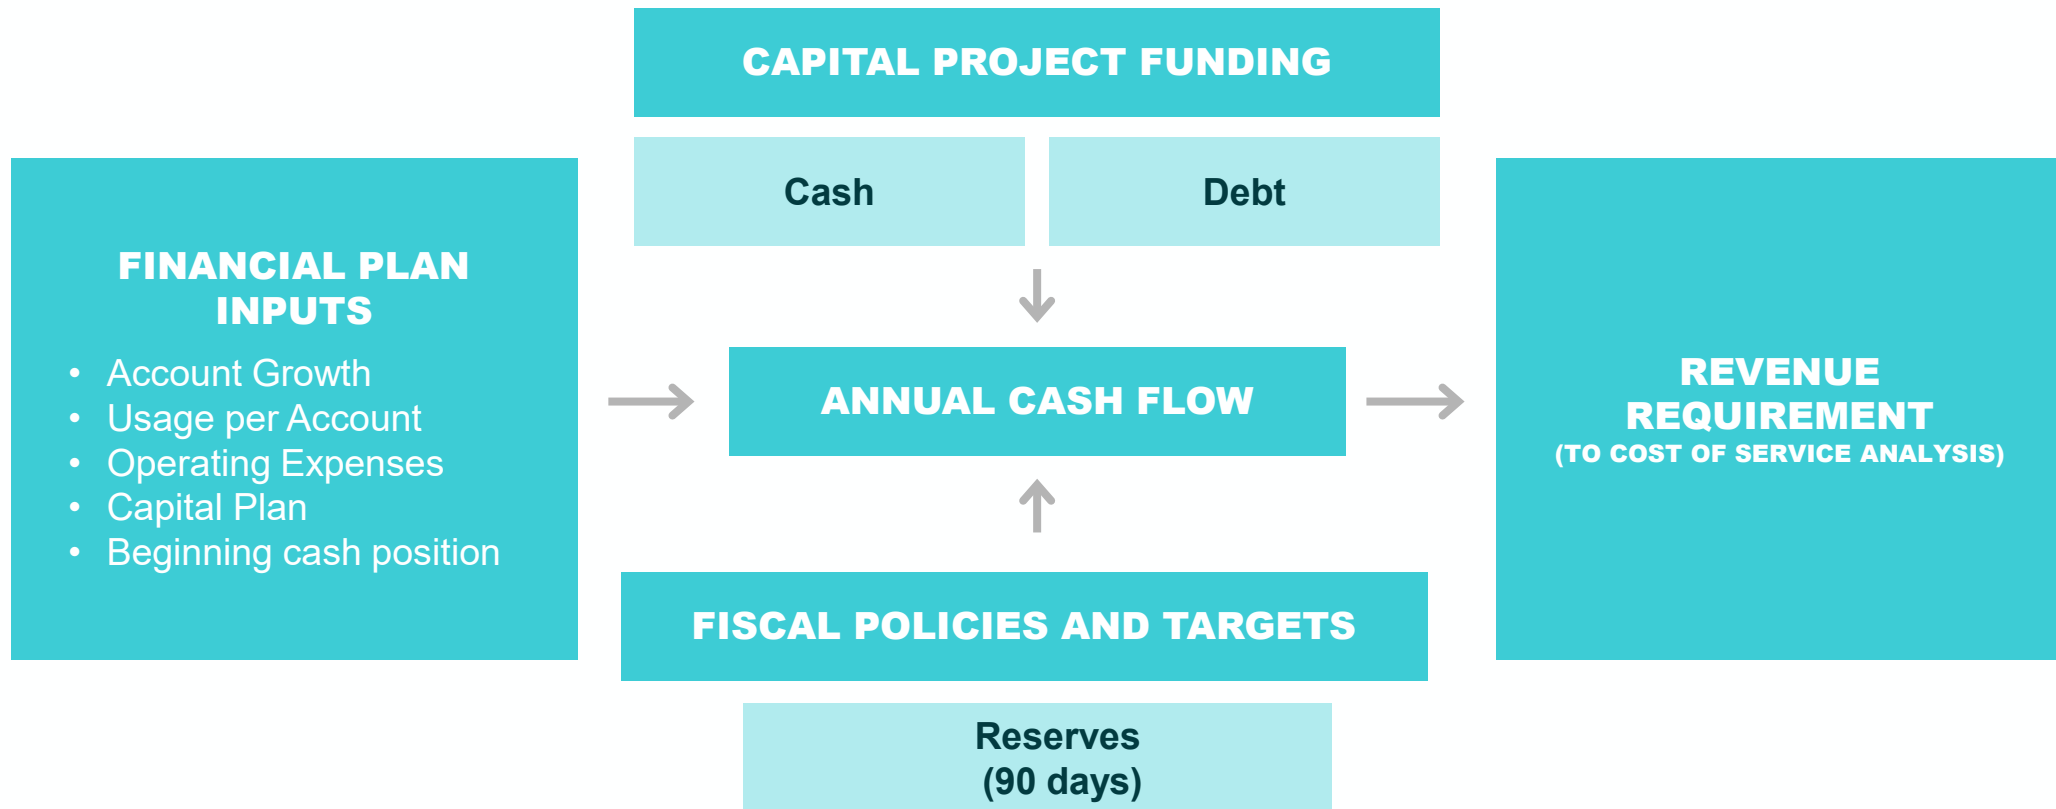 CAPITAL PROJECT FUNDING
Cash
Debt
FINANCIAL PLAN
INPUTS
• Account Growth
• Usage per Account
• Operating Expenses
• Capital Plan
• Beginning cash position
ANNUAL CASH FLOW
REVENUE
REQUIREMENT
(TO COST OF SERVICE ANALYSIS)
FISCAL POLICIES AND TARGETS
Reserves
(90 days)